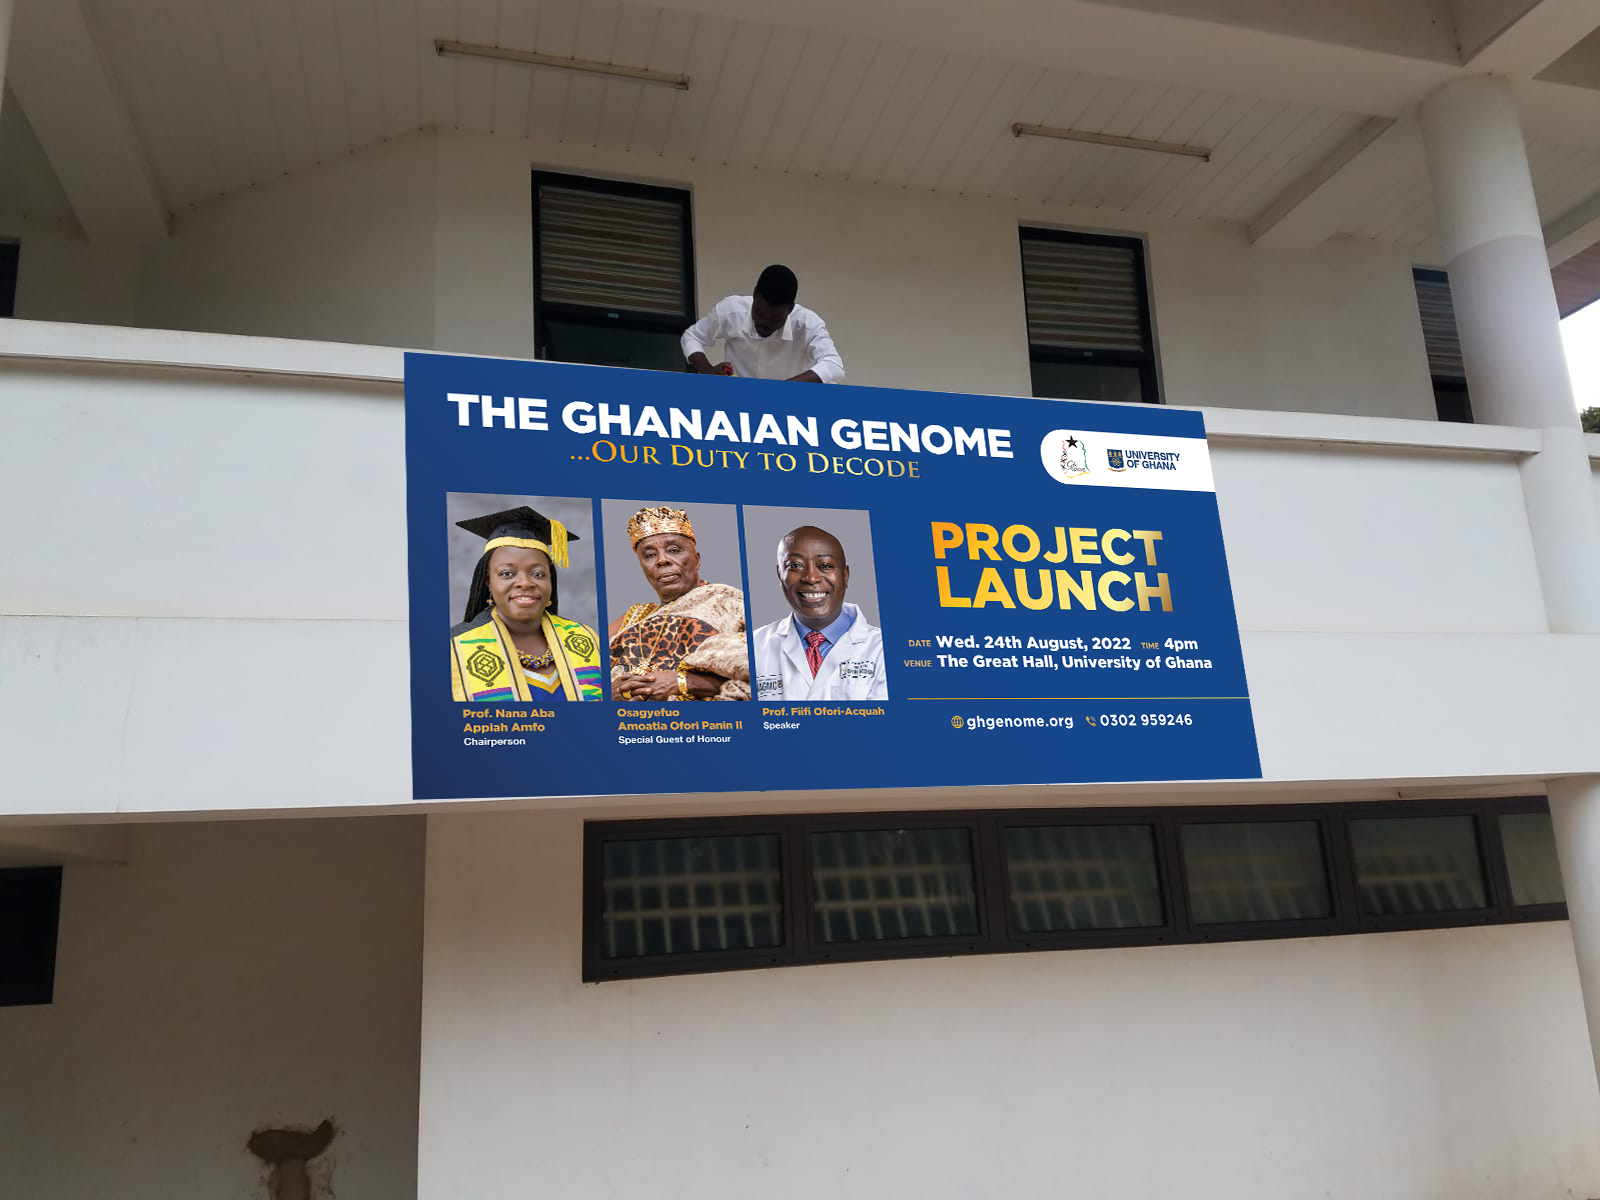 THE GHANAIAN GENOME
...OUR DUTY TO DECODE
UNIVERSITY
OF GHANA
PROJECT
LAUNCH
DATE Wed. 24th August, 2022 TIME 4pm
VENUE The Great Hall, University of Ghana
Prof. Nana Aba
Appiah Amfo
Chairperson
Osagyefuo
Amoatia Ofori Panin II
Special Guest of Honour
Prof. Fiifi Ofori-Acquah
Speaker
ghgenome.org 0302 959246